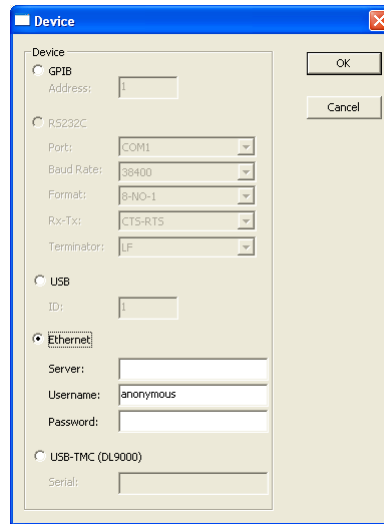 Device
Device
GPIB
Address: 1
RS232C
Port: COM1
Baud Rate: 38400
Format: 8-NO-1
Rx-Tx: CTS-RTS
Terminator: LF
USB
ID: 1
Ethernet
Server:
Username: anonymous
Password:
USB-TMC (DL9000)
Serial:
OK
Cancel